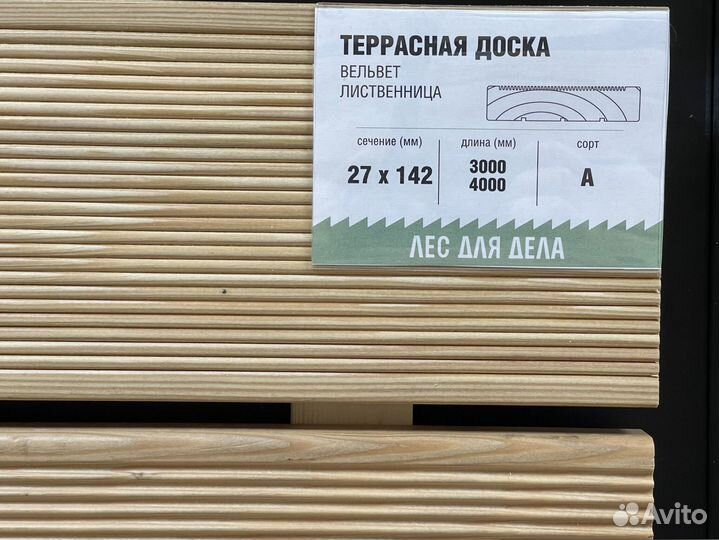 ТЕРРАСНАЯ ДОСКА
ВЕЛЬВЕТ
ЛИСТВЕННИЦА
сечение (мм) длина (мм) сорт
27 x 142 3000 4000 А
ЛЕС ДЛЯ ДЕЛА
Avito